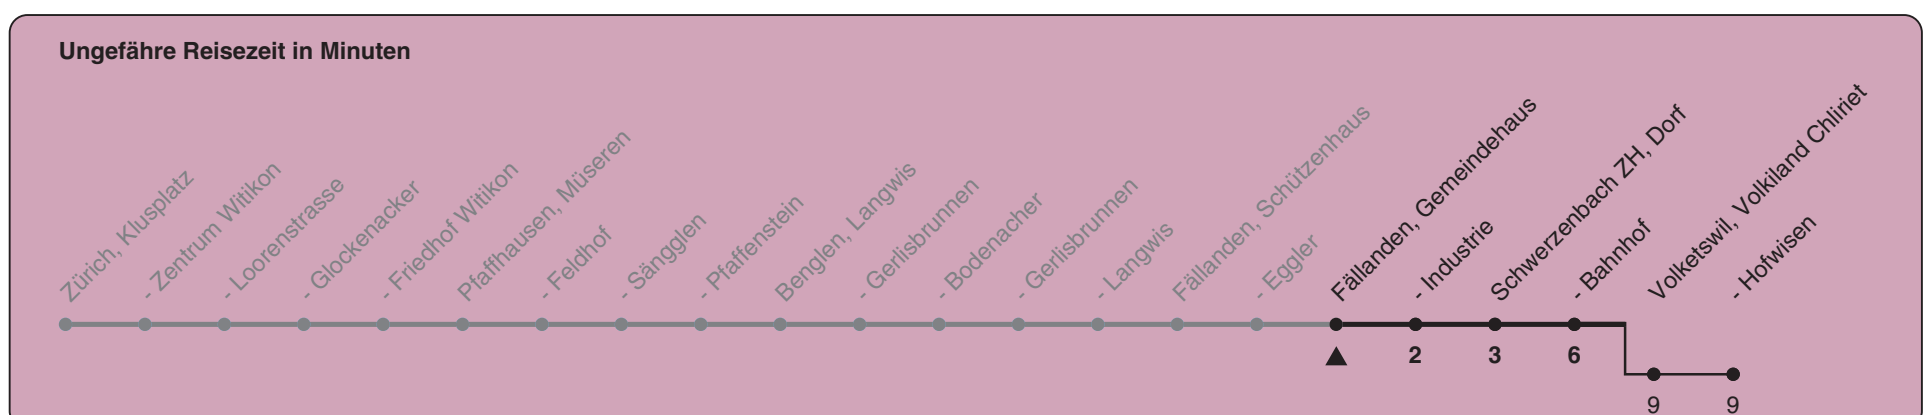 Ungefähre Reisezeit in Minuten
Zürich, Klusplatz
- Zentrum Witikon
- Loorenstrasse
- Glockenacker
- Friedhof Witikon
Pfaffhausen, Müseren
- Feldhof
- Sängglen
- Pfaffenstein
Benglen, Langwis
- Gerlisbrunnen
- Bodenacher
- Gerlisbrunnen
- Langwis
Fällanden, Schützenhaus
- Eggler
Fällanden, Gemeindehaus
- Industrie
Schwerzenbach ZH, Dorf
- Bahnhof
Volketswil, Volkiland Chliriet
- Hofwisen
2 3 6
9 9